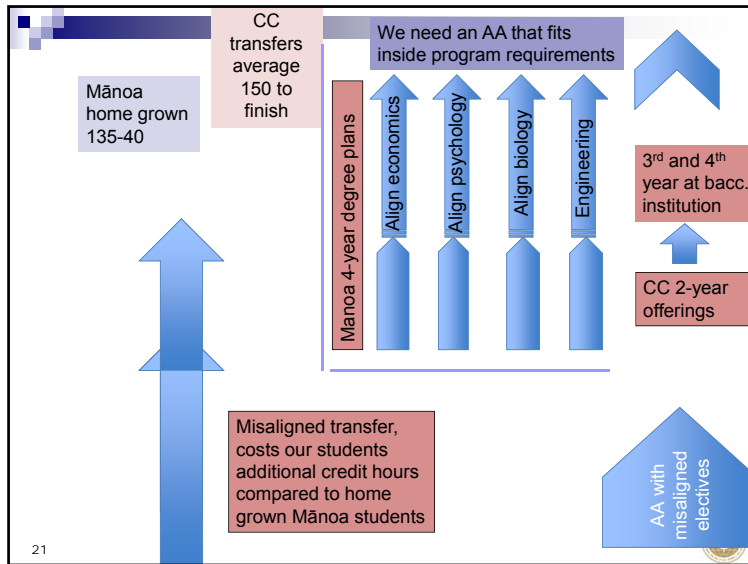 CC
transfers
average
150 to
finish
We need an AA that fits
inside program requirements
Mānoa
home grown
135-40
Manoa 4-year degree plans
Align economics
Align psychology
Align biology
Engineering
3rd and 4th
year at bacc.
institution
CC 2-year
offerings
Misaligned transfer,
costs our students
additional credit hours
compared to home
grown Mānoa students
AA with
misaligned
electives
21